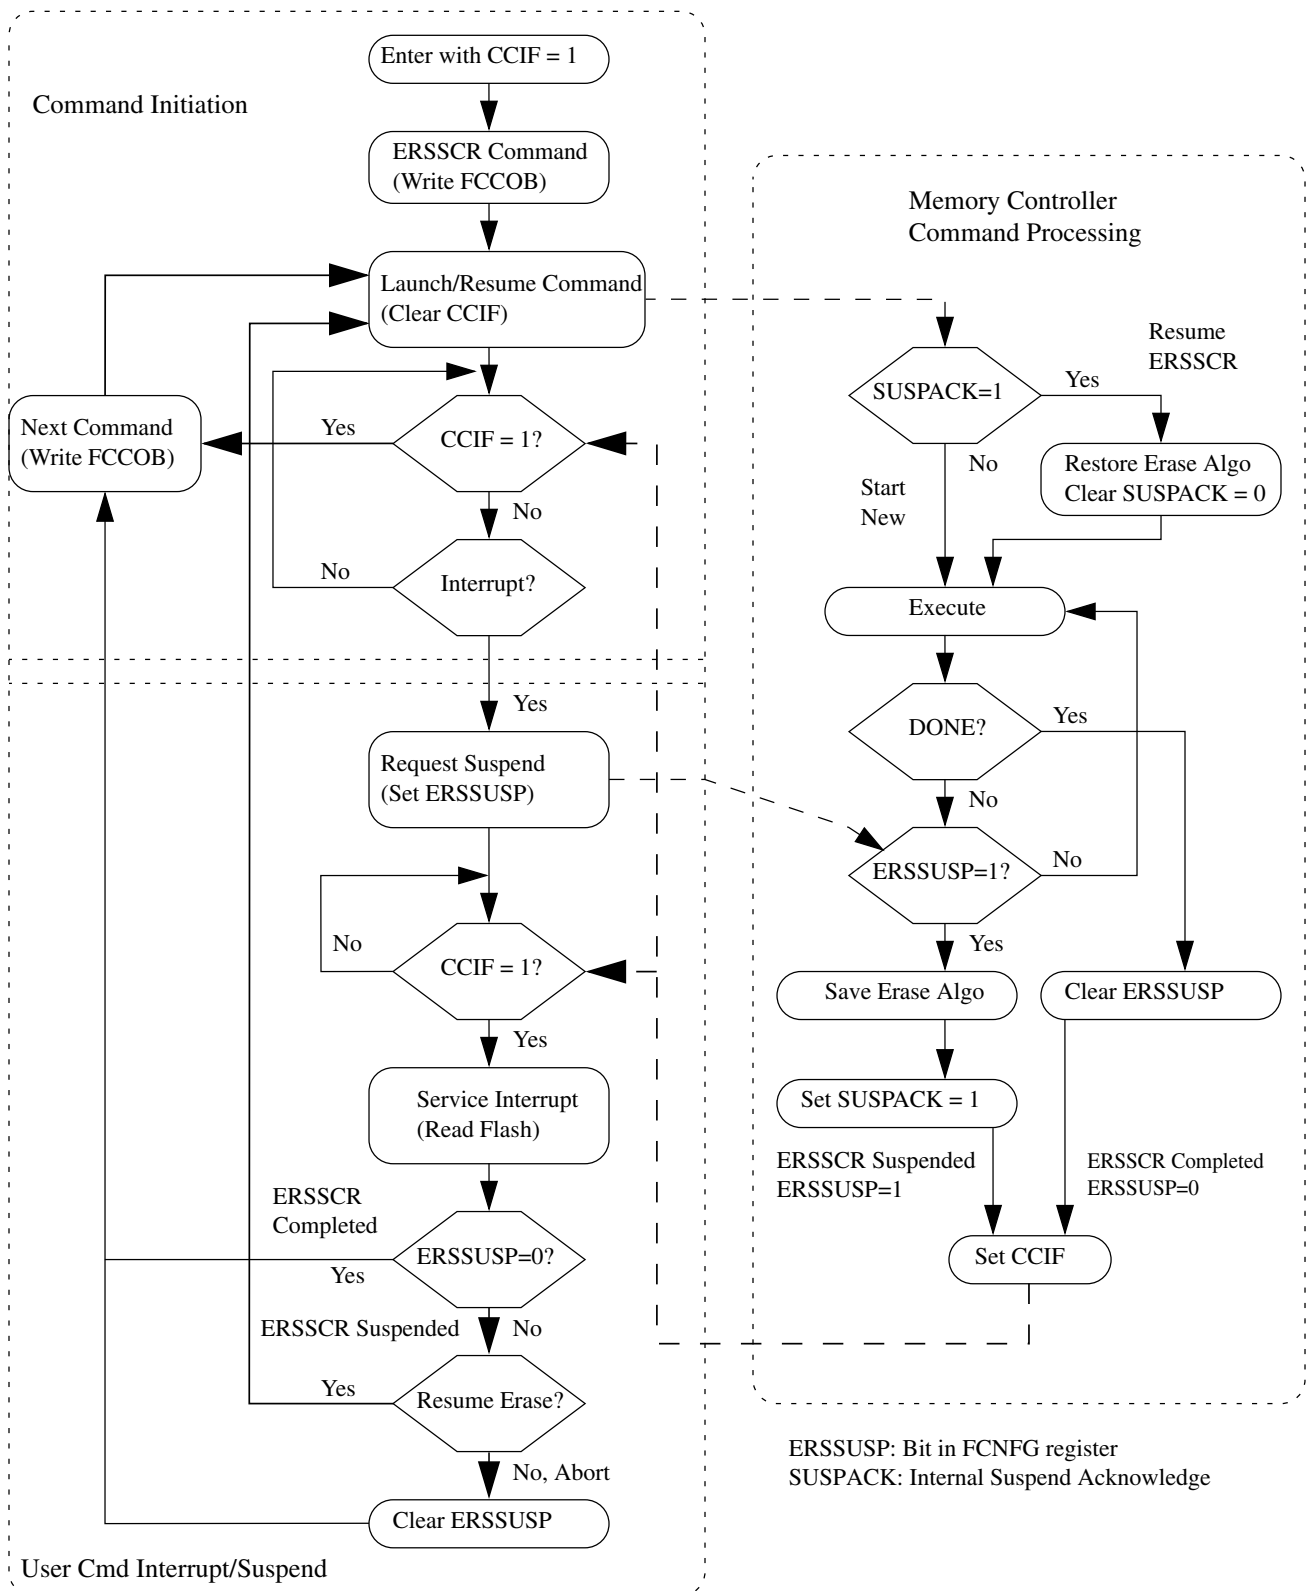 Enter with CCIF = 1
Command Initiation
ERSSCR Command
(Write FCCOB)
Launch/Resume Command
(Clear CCIF)
Next Command
(Write FCCOB)
Yes
CCIF = 1?
No
No
Interrupt?
Yes
Request Suspend
(Set ERSSUSP)
No
CCIF = 1?
Yes
Service Interrupt
(Read Flash)
ERSSCR
Completed
ERSSUSP=0?
Yes
ERSSCR Suspended
No
Yes
Resume Erase?
No, Abort
Clear ERSSUSP
User Cmd Interrupt/Suspend
Memory Controller
Command Processing
Resume
ERSSCR
SUSPACK=1
Yes
No
Restore Erase Algo
Clear SUSPACK = 0
Start
New
Execute
DONE?
Yes
No
ERSSUSP=1?
No
Yes
Save Erase Algo
Clear ERSSUSP
Set SUSPACK = 1
ERSSCR Suspended
ERSSUSP=1
ERSSCR Completed
ERSSUSP=0
Set CCIF
ERSSUSP: Bit in FCNFG register
SUSPACK: Internal Suspend Acknowledge